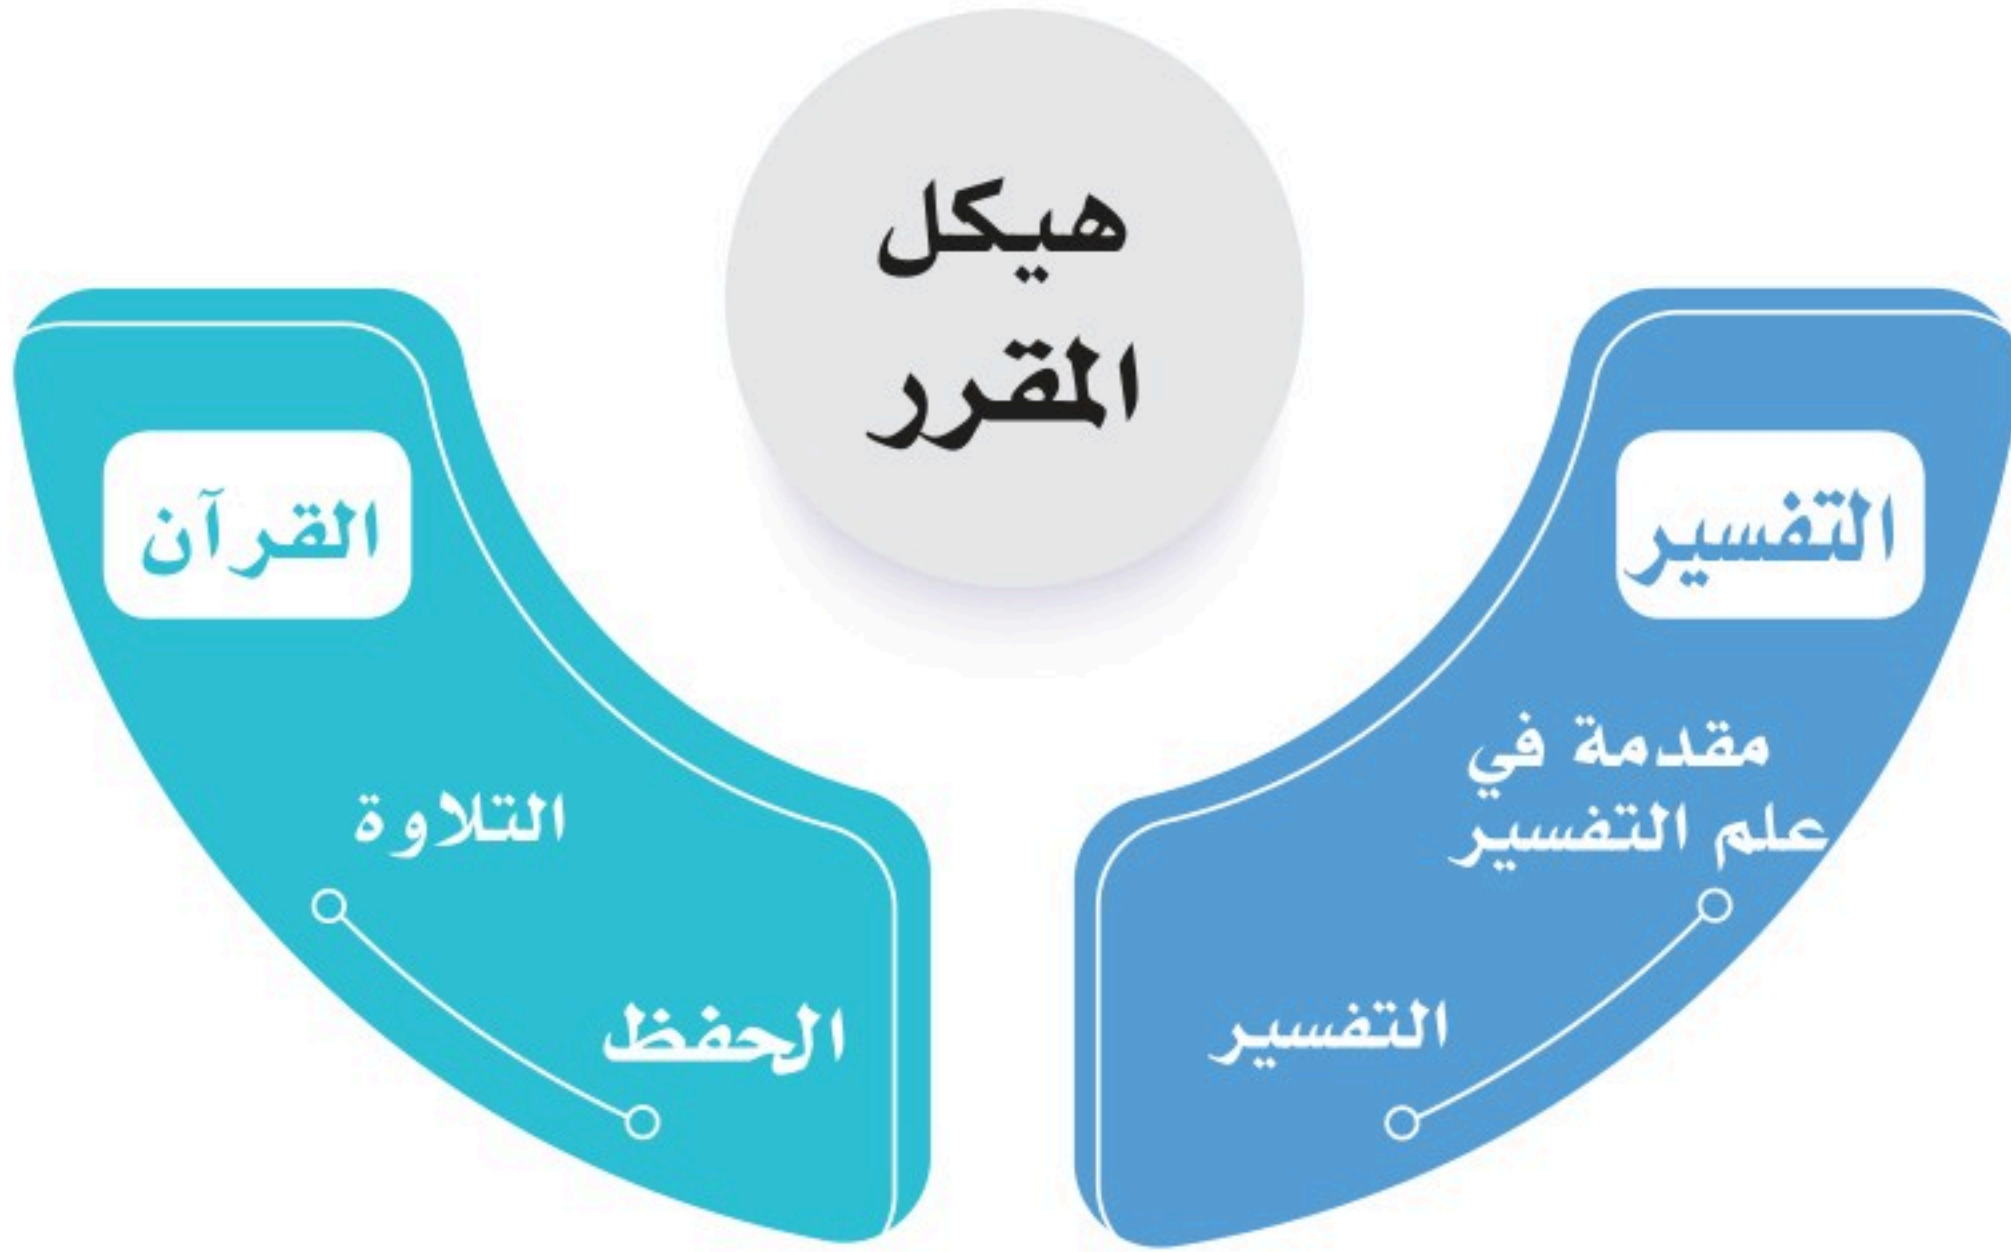 هيكل
المقرر
التفسير
مقدمة في
علم التفسير
التفسير
القرآن
التلاوة
الحفظ